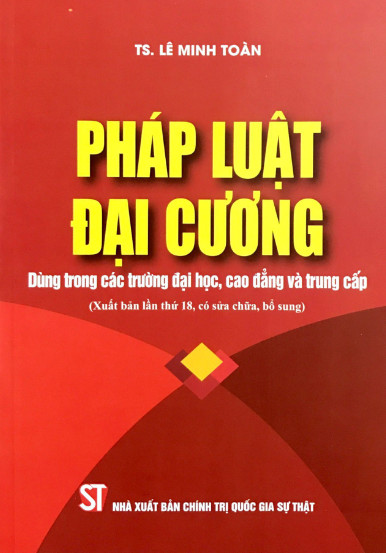 TS. LÊ MINH TOÀN
PHÁP LUẬT
ĐẠI CƯƠNG
Dùng trong các trường đại học, cao đẳng và trung cấp
(Xuất bản lần thứ 18, có sửa chữa, bổ sung)
ST
NHÀ XUẤT BẢN CHÍNH TRỊ QUỐC GIA SỰ THẬT